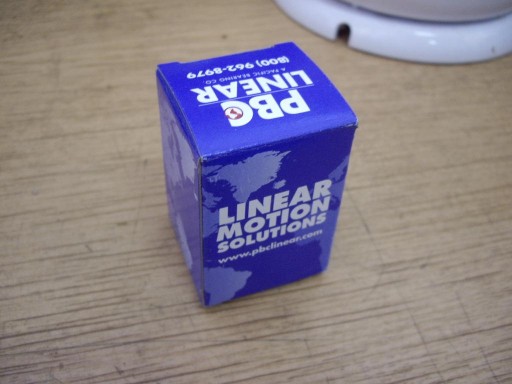 PBC
LINEAR
A PACIFIC BEARING CO.
(800) 962-8979
LINEAR
MOTION
SOLUTIONS
www.pbclinear.com